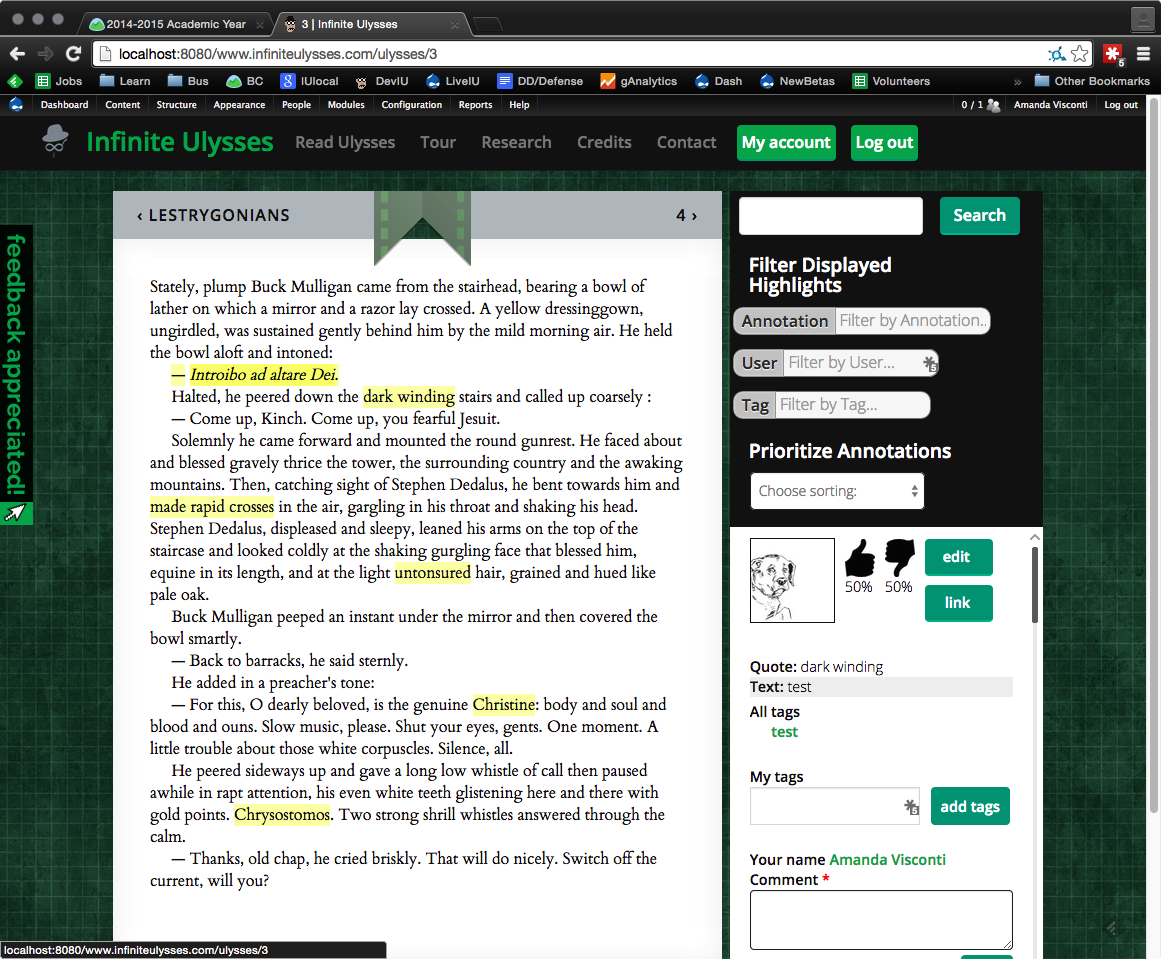 2014-2015 Academic Year
3 | Infinite Ulysses
localhost:8080/www.infiniteulysses.com/ulysses/3
5
Jobs Learn Bus BC IUlocal DevIU LiveIU DD/Defense gAnalytics Dash NewBetas Volunteers » Other Bookmarks
Dashboard Content Structure Appearance People Modules Configuration Reports Help 0 / 1 Amanda Visconti Log out
Infinite Ulysses Read Ulysses Tour Research Credits Contact My account Log out
feedback appreciated!
‹ LESTRYGONIANS 4 ›
Stately, plump Buck Mulligan came from the stairhead, bearing a bowl of
lather on which a mirror and a razor lay crossed. A yellow dressinggown,
ungirdled, was sustained gently behind him by the mild morning air. He held
the bowl aloft and intoned:
— Introibo ad altare Dei.
Halted, he peered down the dark winding stairs and called up coarsely :
— Come up, Kinch. Come up, you fearful Jesuit.
Solemnly he came forward and mounted the round gunrest. He faced about
and blessed gravely thrice the tower, the surrounding country and the awaking
mountains. Then, catching sight of Stephen Dedalus, he bent towards him and
made rapid crosses in the air, gargling in his throat and shaking his head.
Stephen Dedalus, displeased and sleepy, leaned his arms on the top of the
staircase and looked coldly at the shaking gurgling face that blessed him,
equine in its length, and at the light untonsured hair, grained and hued like
pale oak.
Buck Mulligan peeped an instant under the mirror and then covered the
bowl smartly.
— Back to barracks, he said sternly.
He added in a preacher's tone:
— For this, O dearly beloved, is the genuine Christine: body and soul and
blood and ouns. Slow music, please. Shut your eyes, gents. One moment. A
little trouble about those white corpuscles. Silence, all.
He peered sideways up and gave a long low whistle of call then paused
awhile in rapt attention, his even white teeth glistening here and there with
gold points. Chrysostomos. Two strong shrill whistles answered through the
calm.
— Thanks, old chap, he cried briskly. That will do nicely. Switch off the
current, will you?
Search
Filter Displayed
Highlights
Annotation Filter by Annotation..
User Filter by User... 5
Tag Filter by Tag...
Prioritize Annotations
Choose sorting:
50% 50%
edit
link
Quote: dark winding
Text: test
All tags
test
My tags
5 add tags
Your name Amanda Visconti
Comment *
localhost:8080/www.infiniteulysses.com/ulysses/3